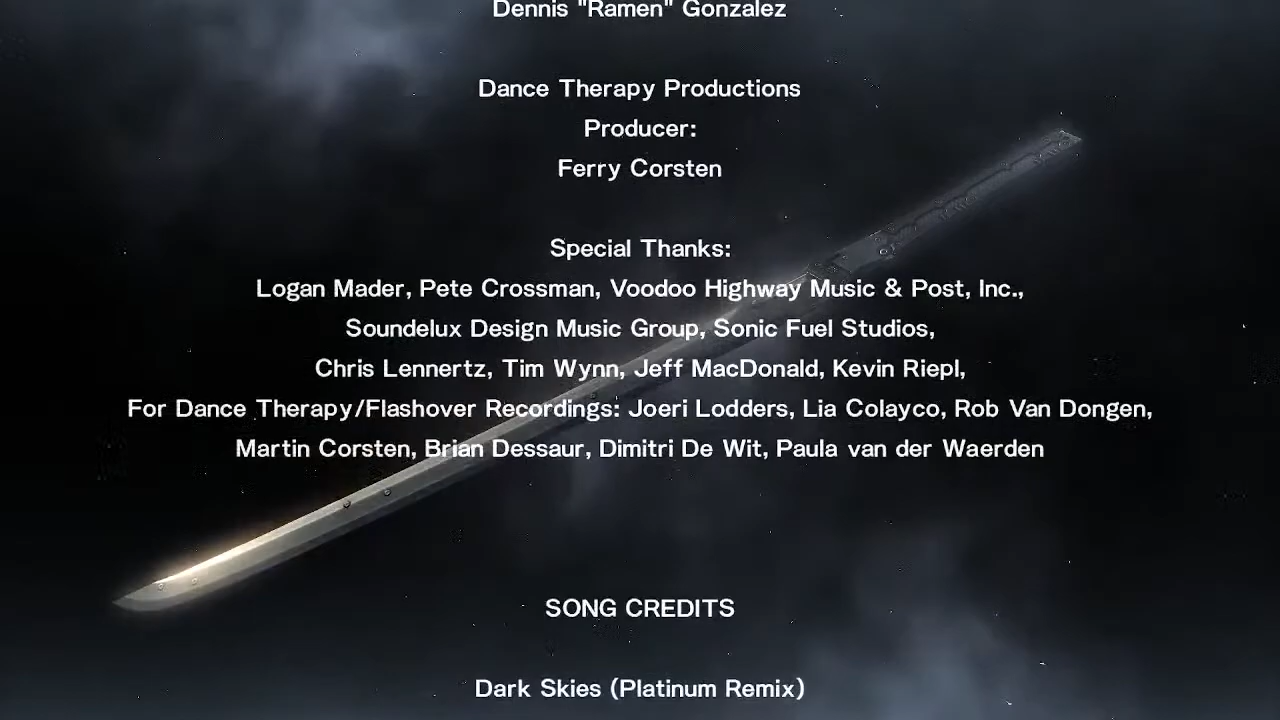 Dennis "Ramen" Gonzalez
Dance Therapy Productions
Producer:
Ferry Corsten
Special Thanks:
Logan Mader, Pete Crossman, Voodoo Highway Music & Post, Inc.,
Soundelux Design Music Group, Sonic Fuel Studios,
Chris Lennertz, Tim Wynn, Jeff MacDonald, Kevin Riepl,
For Dance Therapy/Flashover Recordings: Joeri Lodders, Lia Colayco, Rob Van Dongen,
Martin Corsten, Brian Dessaur, Dimitri De Wit, Paula van der Waerden
SONG CREDITS
Dark Skies (Platinum Remix)